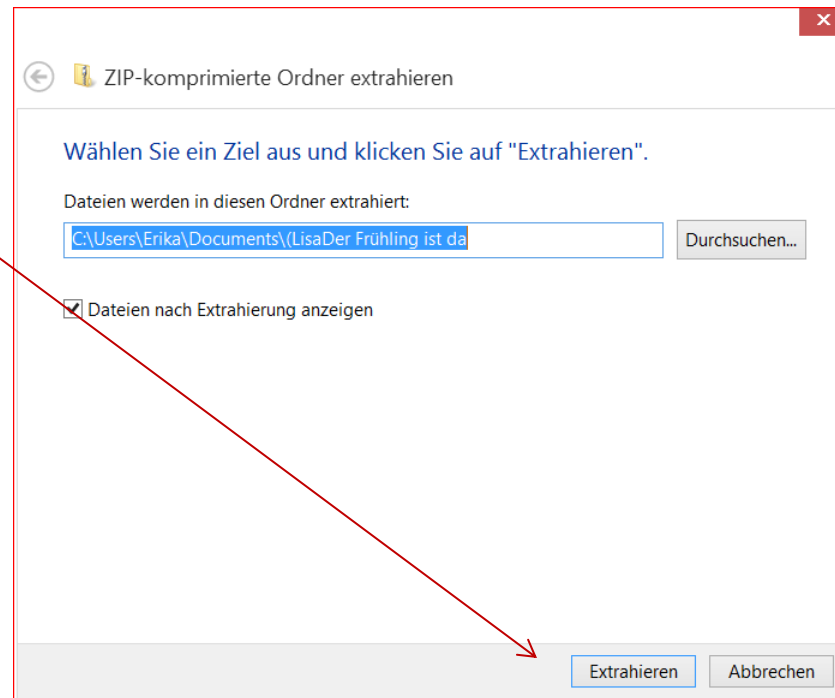 ZIP-komprimierte Ordner extrahieren
Wählen Sie ein Ziel aus und klicken Sie auf "Extrahieren".
Dateien werden in diesen Ordner extrahiert:
C:\Users\Erika\Documents\(LisaDer Frühling ist da
Durchsuchen...
Dateien nach Extrahierung anzeigen
Extrahieren
Abbrechen